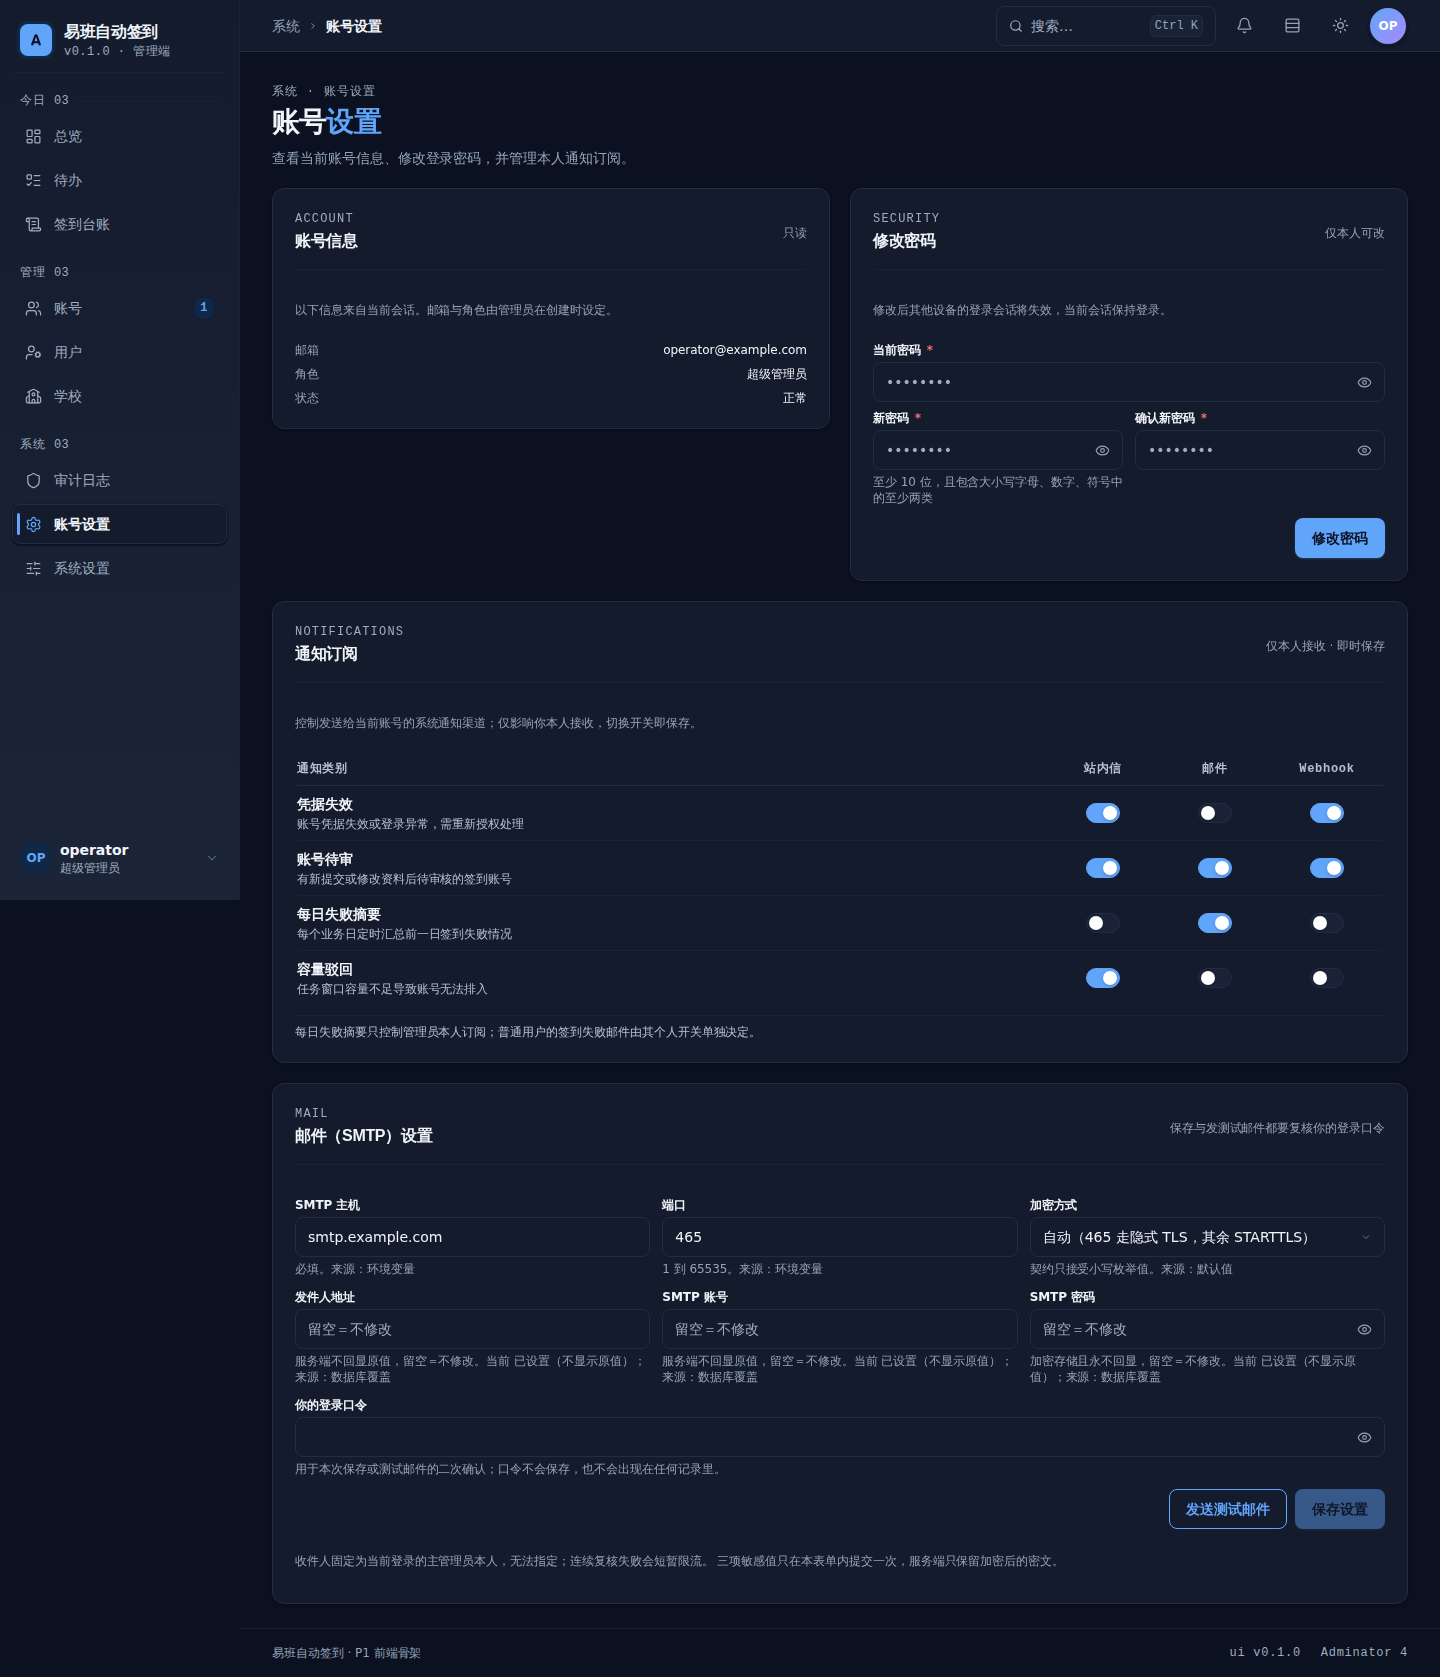 易班自动签到
v0.1.0 · 管理端
今日 03
总览
待办
签到台账
管理 03
账号 1
用户
学校
系统 03
审计日志
账号设置
系统设置
OP
operator
超级管理员
系统 › 账号设置
搜索… Ctrl K
OP
系统 · 账号设置
账号设置
查看当前账号信息、修改登录密码，并管理本人通知订阅。
ACCOUNT
账号信息
只读
以下信息来自当前会话。邮箱与角色由管理员在创建时设定。
邮箱 operator@example.com
角色 超级管理员
状态 正常
SECURITY
修改密码
仅本人可改
修改后其他设备的登录会话将失效，当前会话保持登录。
当前密码 *
••••••••
新密码 * 确认新密码 *
•••••••• ••••••••
至少 10 位，且包含大小写字母、数字、符号中
的至少两类
修改密码
NOTIFICATIONS
通知订阅
仅本人接收 · 即时保存
控制发送给当前账号的系统通知渠道；仅影响你本人接收，切换开关即保存。
通知类别 站内信 邮件 Webhook
凭据失效
账号凭据失效或登录异常，需重新授权处理
账号待审
有新提交或修改资料后待审核的签到账号
每日失败摘要
每个业务日定时汇总前一日签到失败情况
容量驳回
任务窗口容量不足导致账号无法排入
每日失败摘要只控制管理员本人订阅；普通用户的签到失败邮件由其个人开关单独决定。
MAIL
邮件（SMTP）设置
保存与发测试邮件都要复核你的登录口令
SMTP 主机 端口 加密方式
smtp.example.com 465 自动（465 走隐式 TLS，其余 STARTTLS）
必填。来源：环境变量 1 到 65535。来源：环境变量 契约只接受小写枚举值。来源：默认值
发件人地址 SMTP 账号 SMTP 密码
留空＝不修改 留空＝不修改 留空＝不修改
服务端不回显原值，留空＝不修改。当前 已设置（不显示原值）； 服务端不回显原值，留空＝不修改。当前 已设置（不显示原值）； 加密存储且永不回显，留空＝不修改。当前 已设置（不显示原
来源：数据库覆盖 来源：数据库覆盖 值）；来源：数据库覆盖
你的登录口令
用于本次保存或测试邮件的二次确认；口令不会保存，也不会出现在任何记录里。
发送测试邮件 保存设置
收件人固定为当前登录的主管理员本人，无法指定；连续复核失败会短暂限流。 三项敏感值只在本表单内提交一次，服务端只保留加密后的密文。
易班自动签到 · P1 前端骨架
ui v0.1.0 Adminator 4